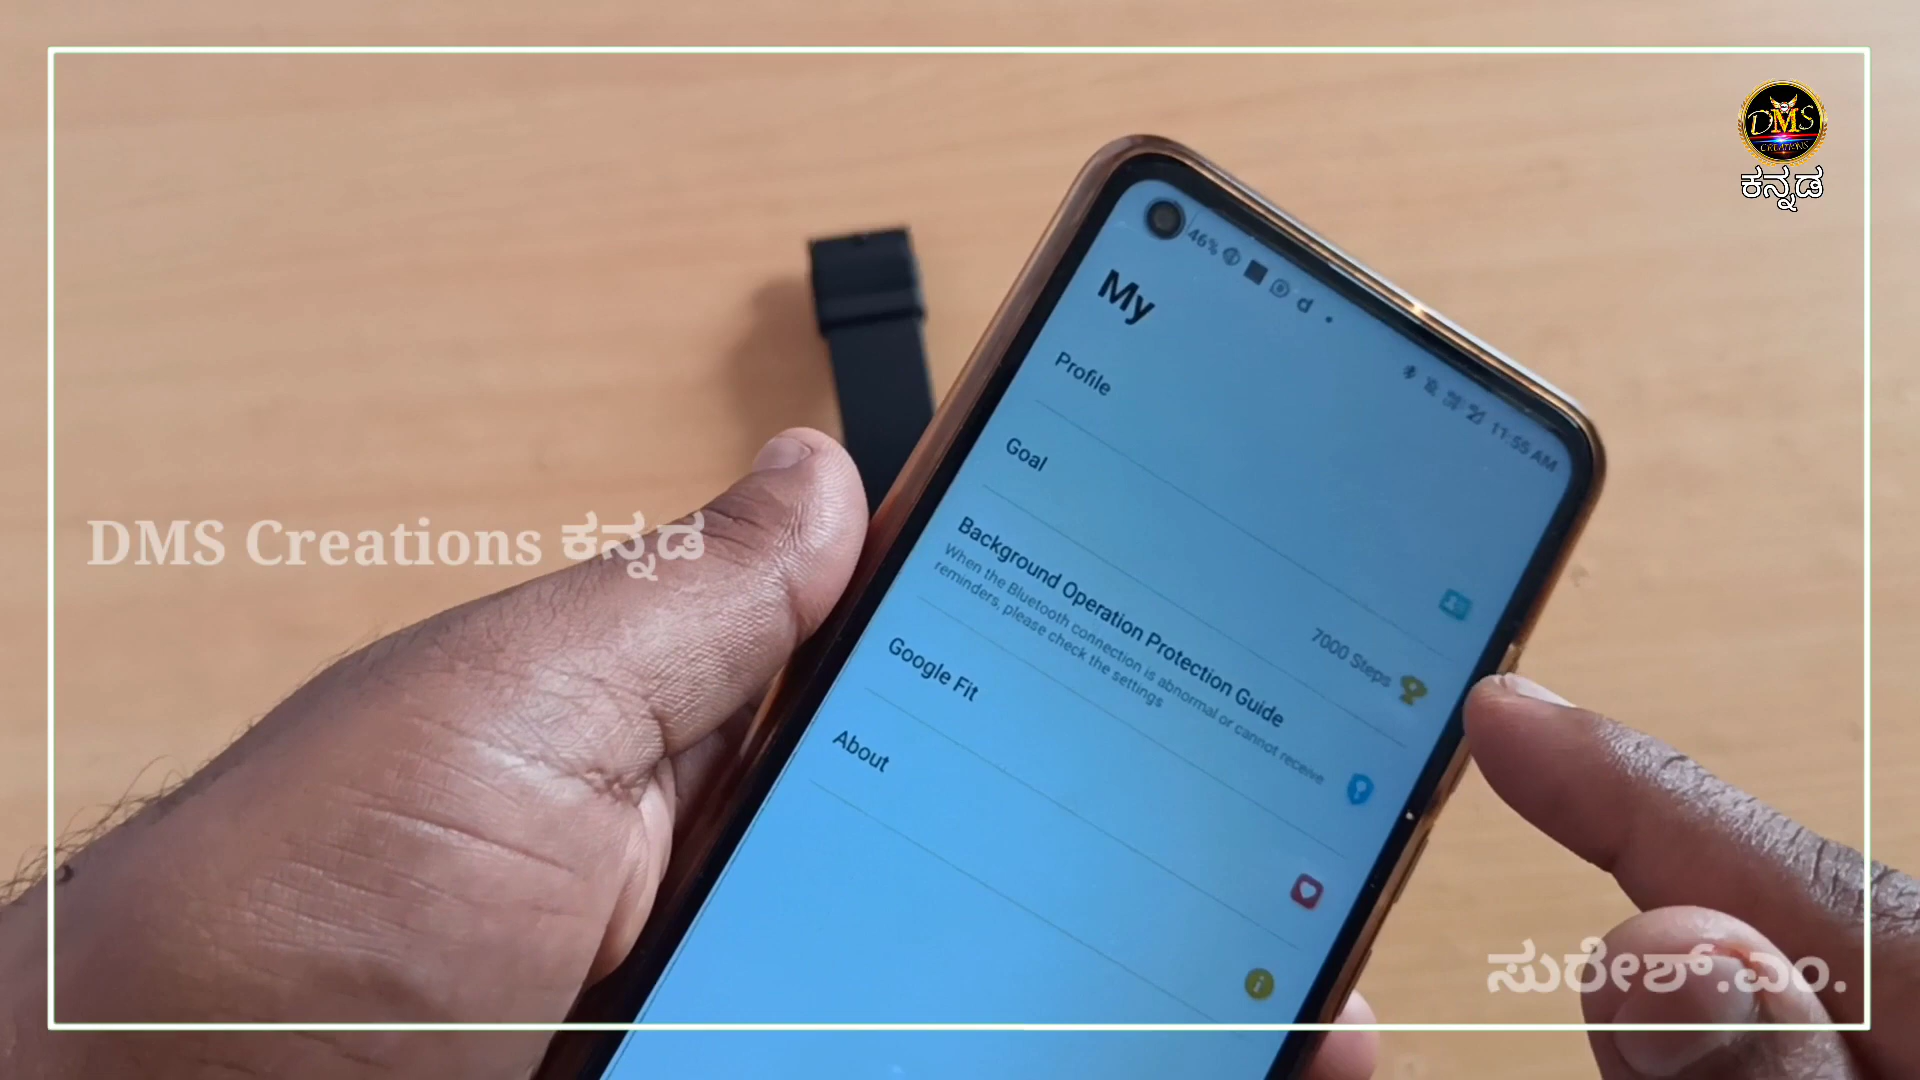 DMS
CREATIONS
ಕನ್ನಡ
46%
11:55 AM
My
Profile
Goal
7000 Steps
Background Operation Protection Guide
When the Bluetooth connection is abnormal or cannot receive
reminders, please check the settings
Google Fit
About
DMS Creations ಕನ್ನಡ
ಸುರೇಶ್.ಎಂ.